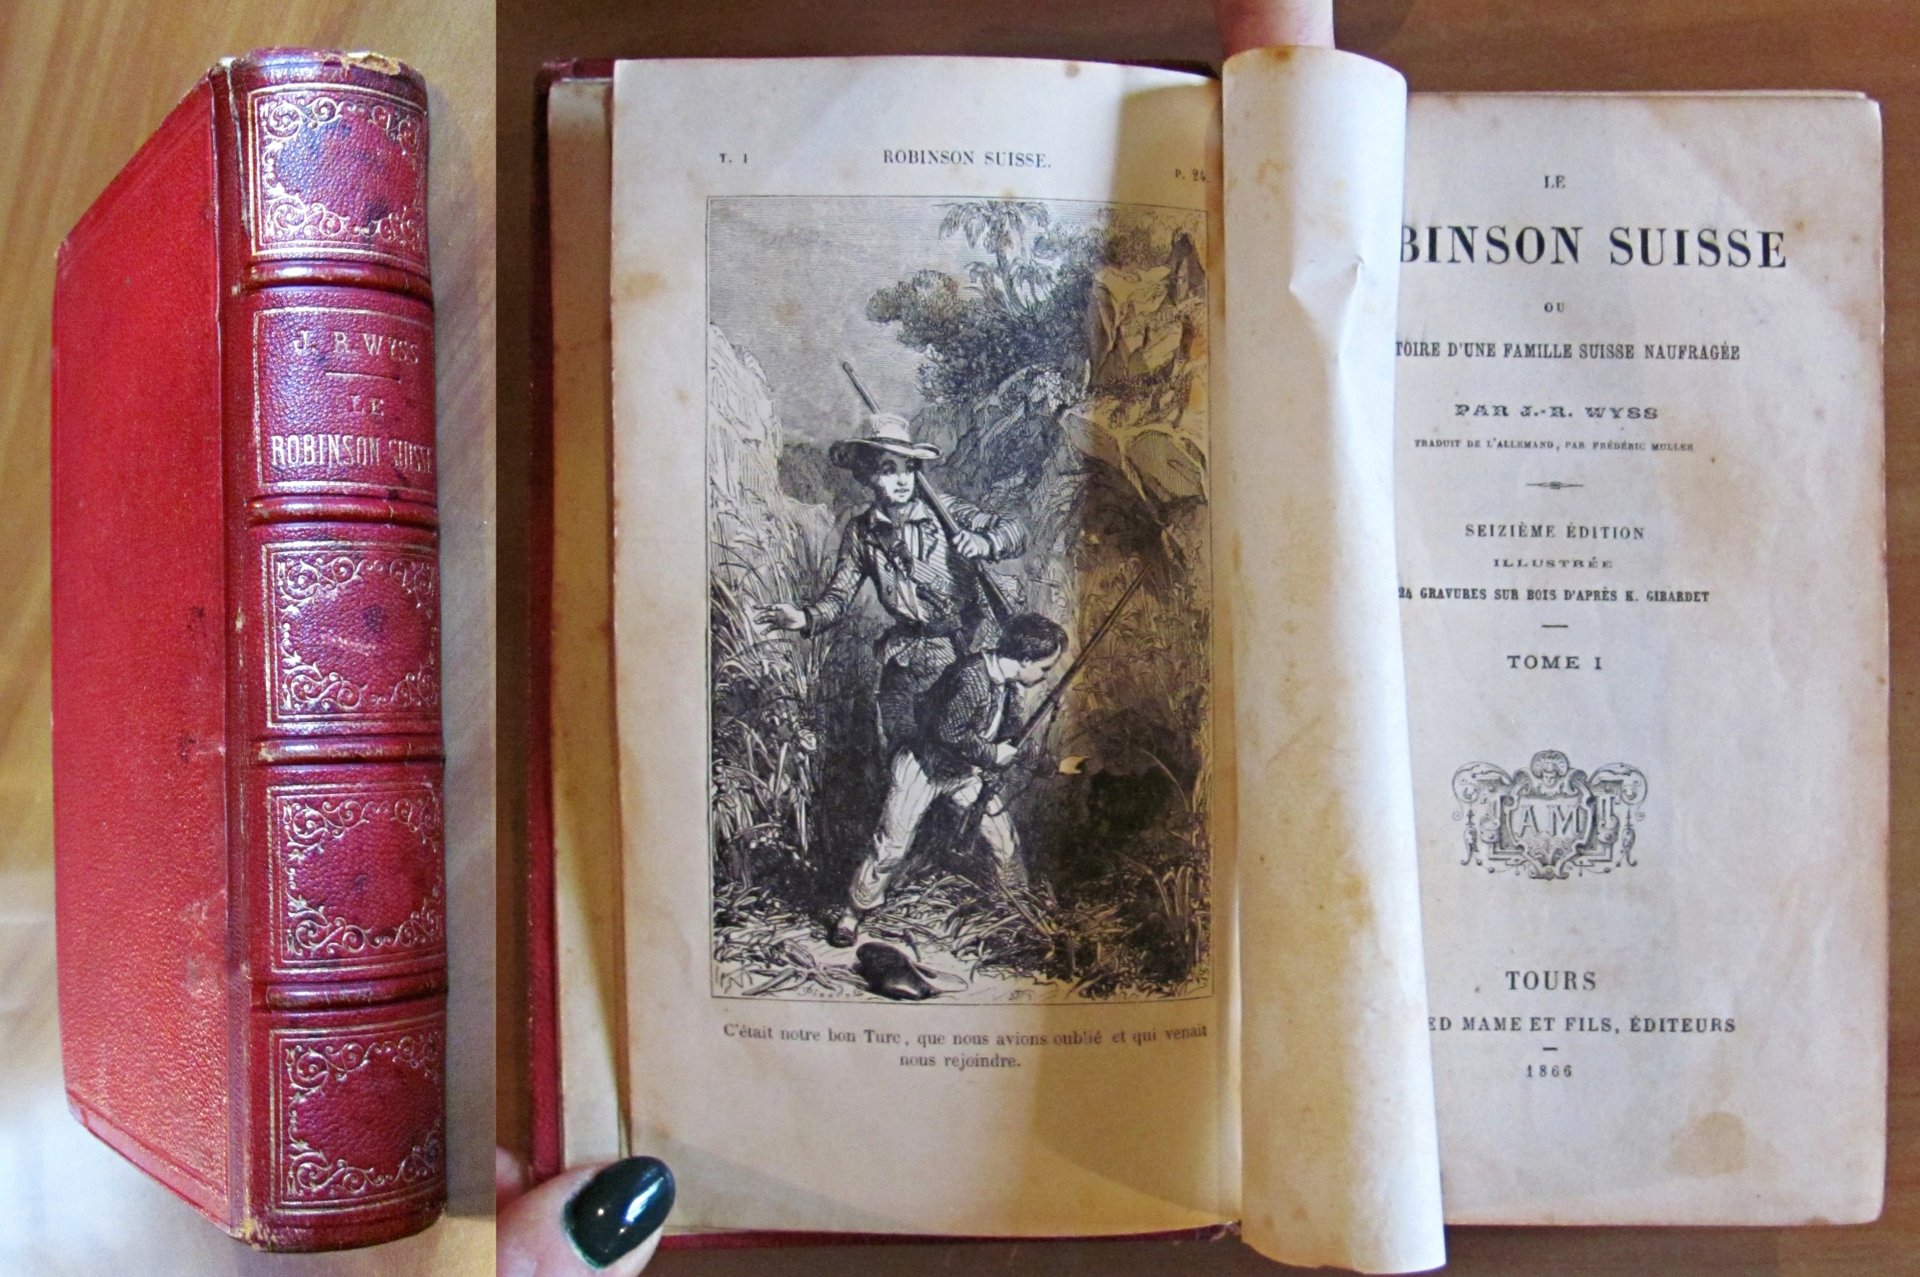 J. R. WYSS
LE
ROBINSON SUISSE
T. I
ROBINSON SUISSE.
P. 24.
C'était notre bon Turc, que nous avions oublié et qui venait
nous rejoindre.
LE
BINSON SUISSE
OU
TOIRE D'UNE FAMILLE SUISSE NAUFRAGÉE
PAR J.-R. WYSS
TRADUIT DE L'ALLEMAND, PAR FRÉDÉRIC MULLER
SEIZIÈME ÉDITION
ILLUSTRÉE
24 GRAVURES SUR BOIS D'APRÈS K. GIRARDET
TOME I
AM
TOURS
ED MAME ET FILS, ÉDITEURS
1866